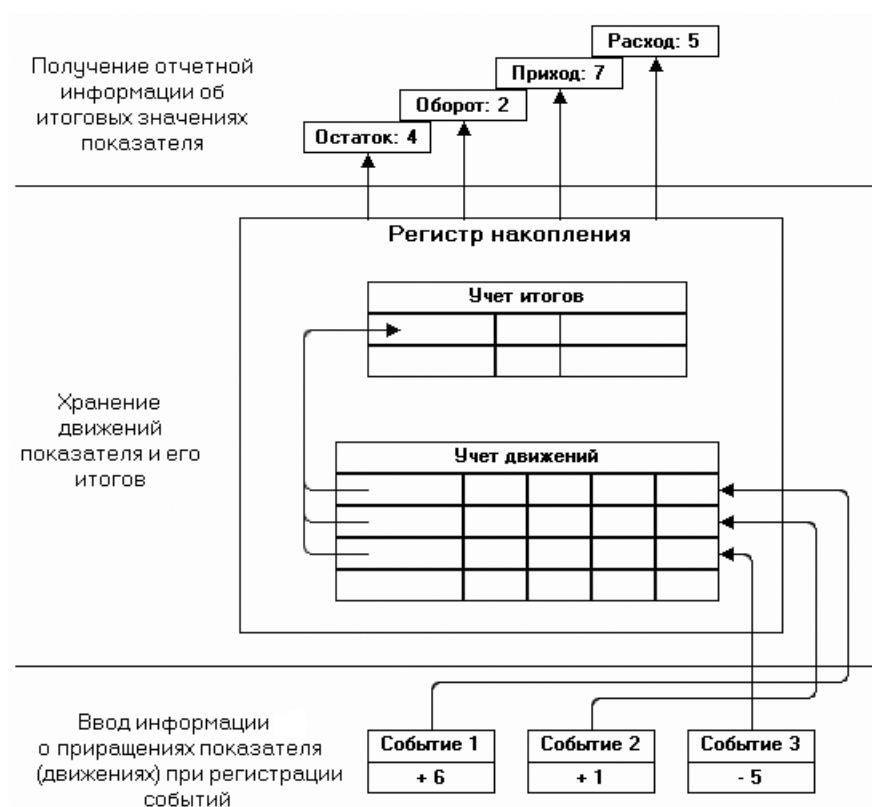 Получение отчетной
информации об
итоговых значениях
показателя
Расход: 5
Приход: 7
Оборот: 2
Остаток: 4
Регистр накопления
Учет итогов
Хранение
движений
показателя и его
итогов
Учет движений
Ввод информации
о приращениях показателя
(движениях) при регистрации
событий
Событие 1
+ 6
Событие 2
+ 1
Событие 3
- 5